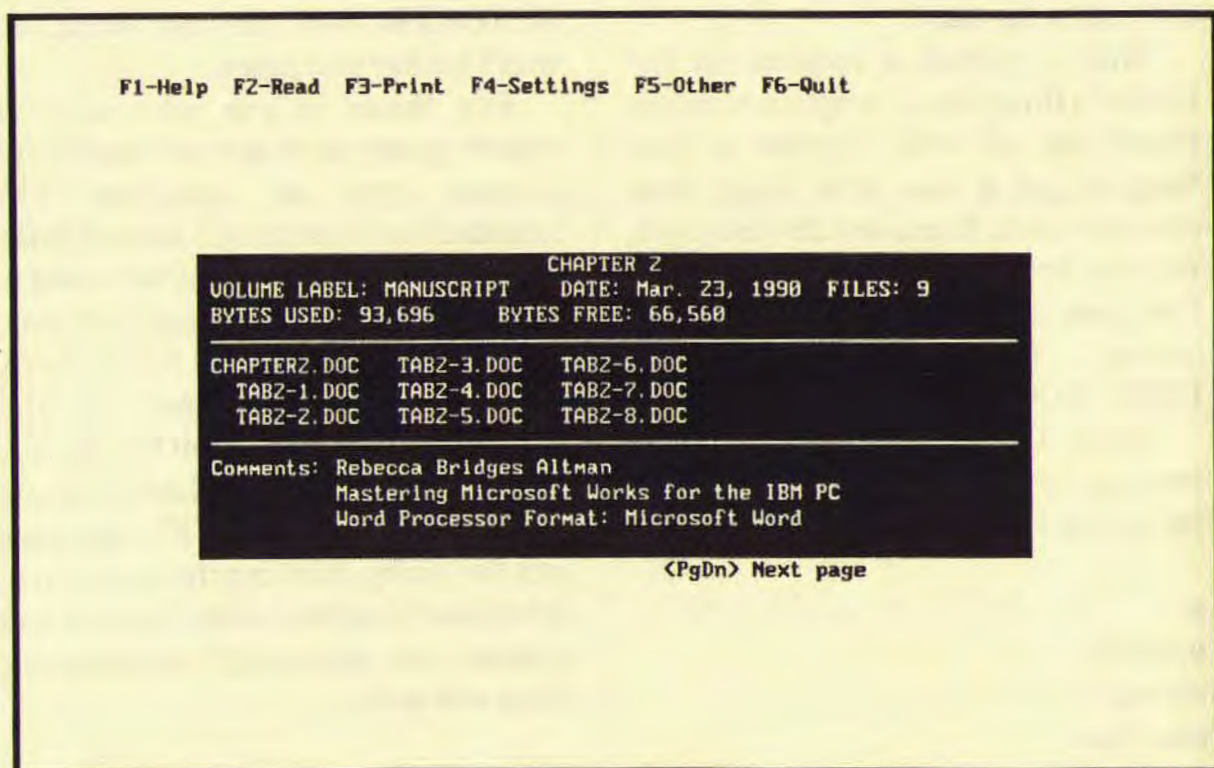 F1-Help F2-Read F3-Print F4-Settings F5-Other F6-Quit
CHAPTER 2
VOLUME LABEL: MANUSCRIPT DATE: Mar. 23, 1990 FILES: 9
BYTES USED: 93,696 BYTES FREE: 66,560
CHAPTER2.DOC TAB2-3.DOC TAB2-6.DOC
TAB2-1.DOC TAB2-4.DOC TAB2-7.DOC
TAB2-2.DOC TAB2-5.DOC TAB2-8.DOC
Comments: Rebecca Bridges Altman
Mastering Microsoft Works for the IBM PC
Word Processor Format: Microsoft Word
<PgDn> Next page